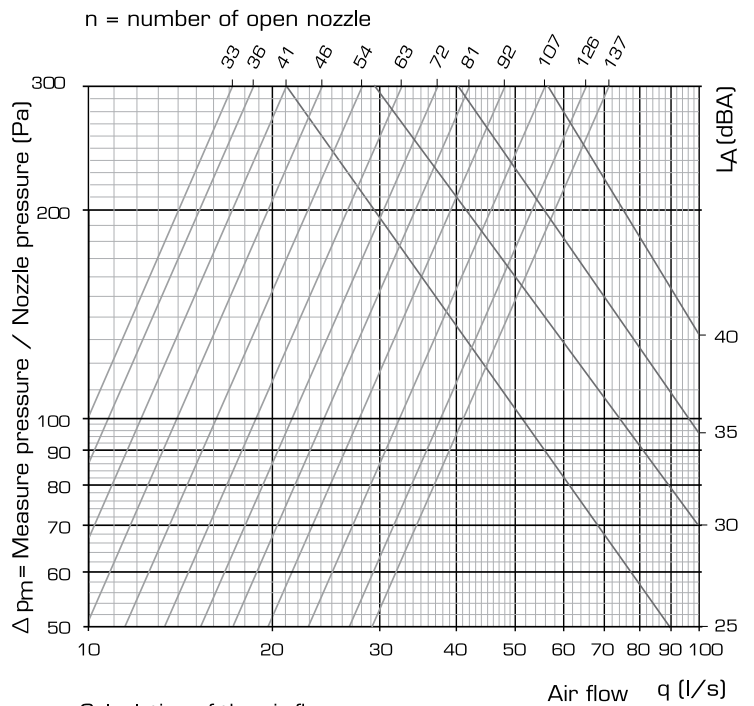 n = number of open nozzle
33 36 41 46 54 63 72 81 92 107 126 137
Δ pm = Measure pressure / Nozzle pressure (Pa)
LA (dBA)
300
200
100
90
80
70
60
50
40
35
30
25
10 20 30 40 50 60 70 80 90 100
Air flow q (l/s)